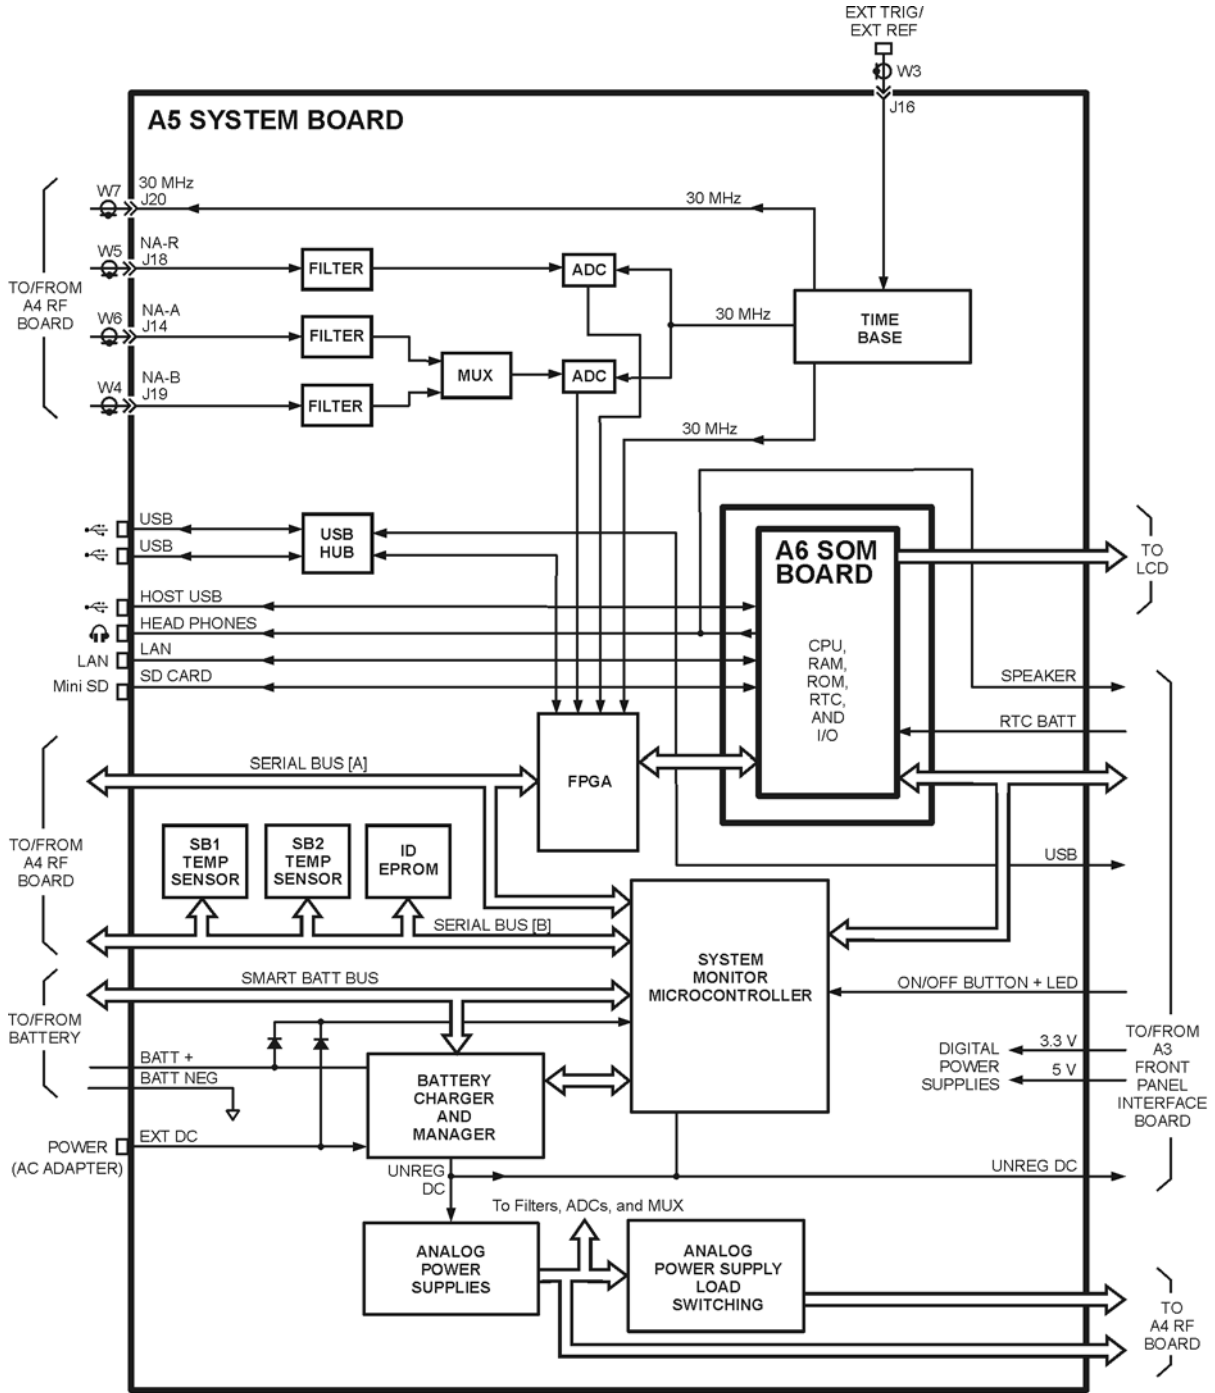 EXT TRIG/
EXT REF
W3
J16
A5 SYSTEM BOARD
W7
30 MHz
J20
30 MHz
W5
NA-R
J18
FILTER
ADC
TO/FROM
A4 RF
BOARD
W6
NA-A
J14
FILTER
30 MHz
TIME
BASE
MUX
ADC
W4
NA-B
J19
FILTER
30 MHz
USB
USB
USB
HUB
A6 SOM
BOARD
TO
LCD
HOST USB
HEAD PHONES
LAN
LAN
Mini SD
SD CARD
CPU,
RAM,
ROM,
RTC,
AND
I/O
SPEAKER
RTC BATT
SERIAL BUS [A]
FPGA
TO/FROM
A4 RF
BOARD
SB1
TEMP
SENSOR
SB2
TEMP
SENSOR
ID
EPROM
USB
SERIAL BUS [B]
SYSTEM
MONITOR
MICROCONTROLLER
SMART BATT BUS
ON/OFF BUTTON + LED
TO/FROM
BATTERY
BATT +
BATT NEG
BATTERY
CHARGER
AND
MANAGER
DIGITAL
POWER
SUPPLIES
3.3 V
5 V
TO/FROM
A3
FRONT
PANEL
INTERFACE
BOARD
POWER
(AC ADAPTER)
EXT DC
UNREG
DC
UNREG DC
To Filters, ADCs, and MUX
ANALOG
POWER
SUPPLIES
ANALOG
POWER SUPPLY
LOAD
SWITCHING
TO
A4 RF
BOARD